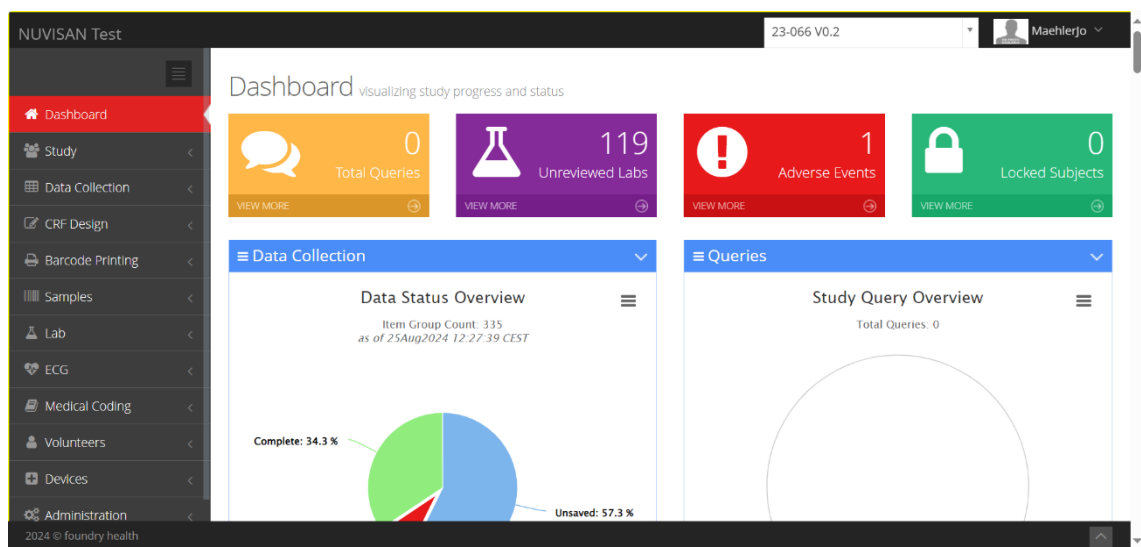 NUVISAN Test
23-066 V0.2
MaehlerJo
Dashboard visualizing study progress and status
Dashboard
Study
Data Collection
CRF Design
Barcode Printing
Samples
Lab
ECG
Medical Coding
Volunteers
Devices
Administration
0
Total Queries
VIEW MORE
119
Unreviewed Labs
VIEW MORE
1
Adverse Events
VIEW MORE
0
Locked Subjects
VIEW MORE
Data Collection
Data Status Overview
Item Group Count: 335
as of 25Aug2024 12:27:39 CEST
Complete: 34.3 %
Unsaved: 57.3 %
Queries
Study Query Overview
Total Queries: 0
2024 © foundry health